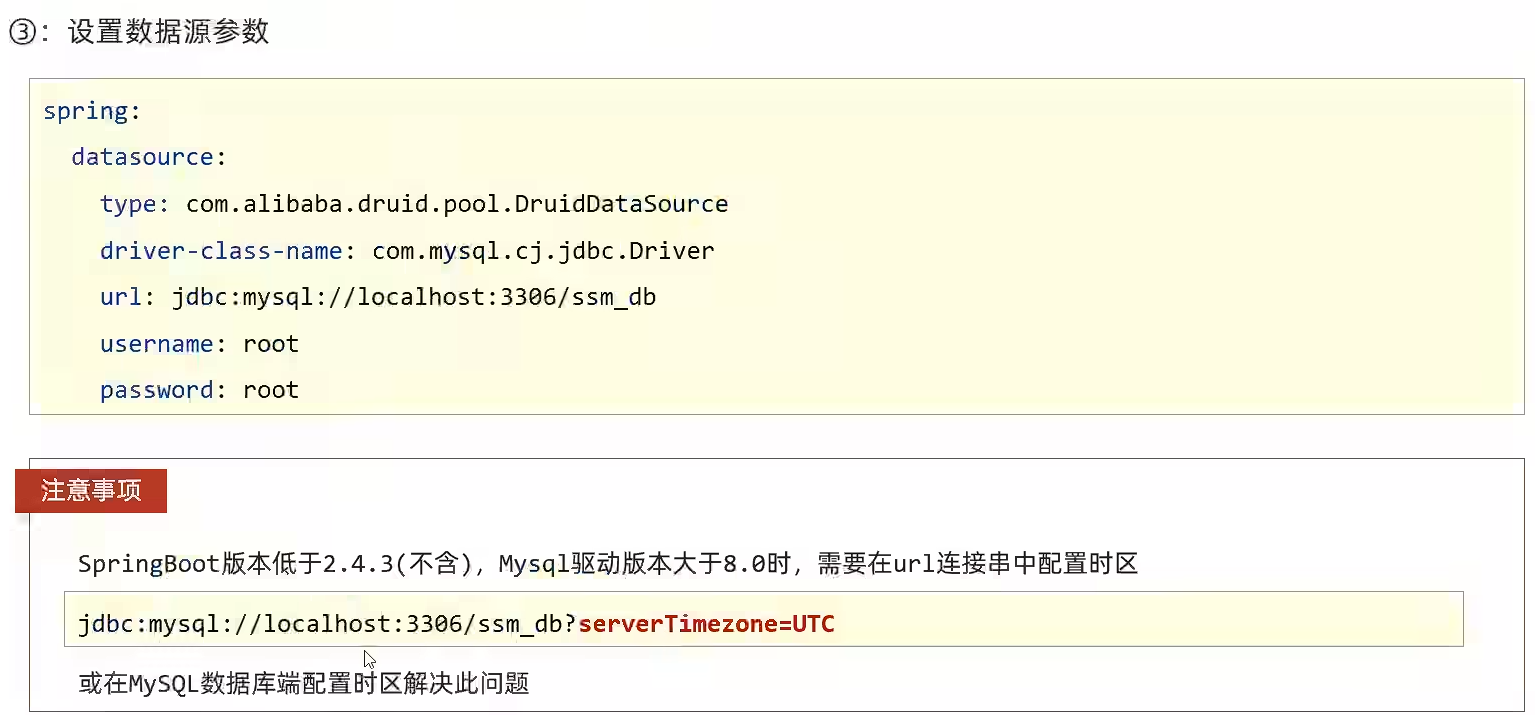 ③：设置数据源参数
spring:
  datasource:
    type: com.alibaba.druid.pool.DruidDataSource
    driver-class-name: com.mysql.cj.jdbc.Driver
    url: jdbc:mysql://localhost:3306/ssm_db
    username: root
    password: root
注意事项
SpringBoot版本低于2.4.3(不含)，Mysql驱动版本大于8.0时，需要在url连接串中配置时区
jdbc:mysql://localhost:3306/ssm_db?serverTimezone=UTC
或在MySQL数据库端配置时区解决此问题